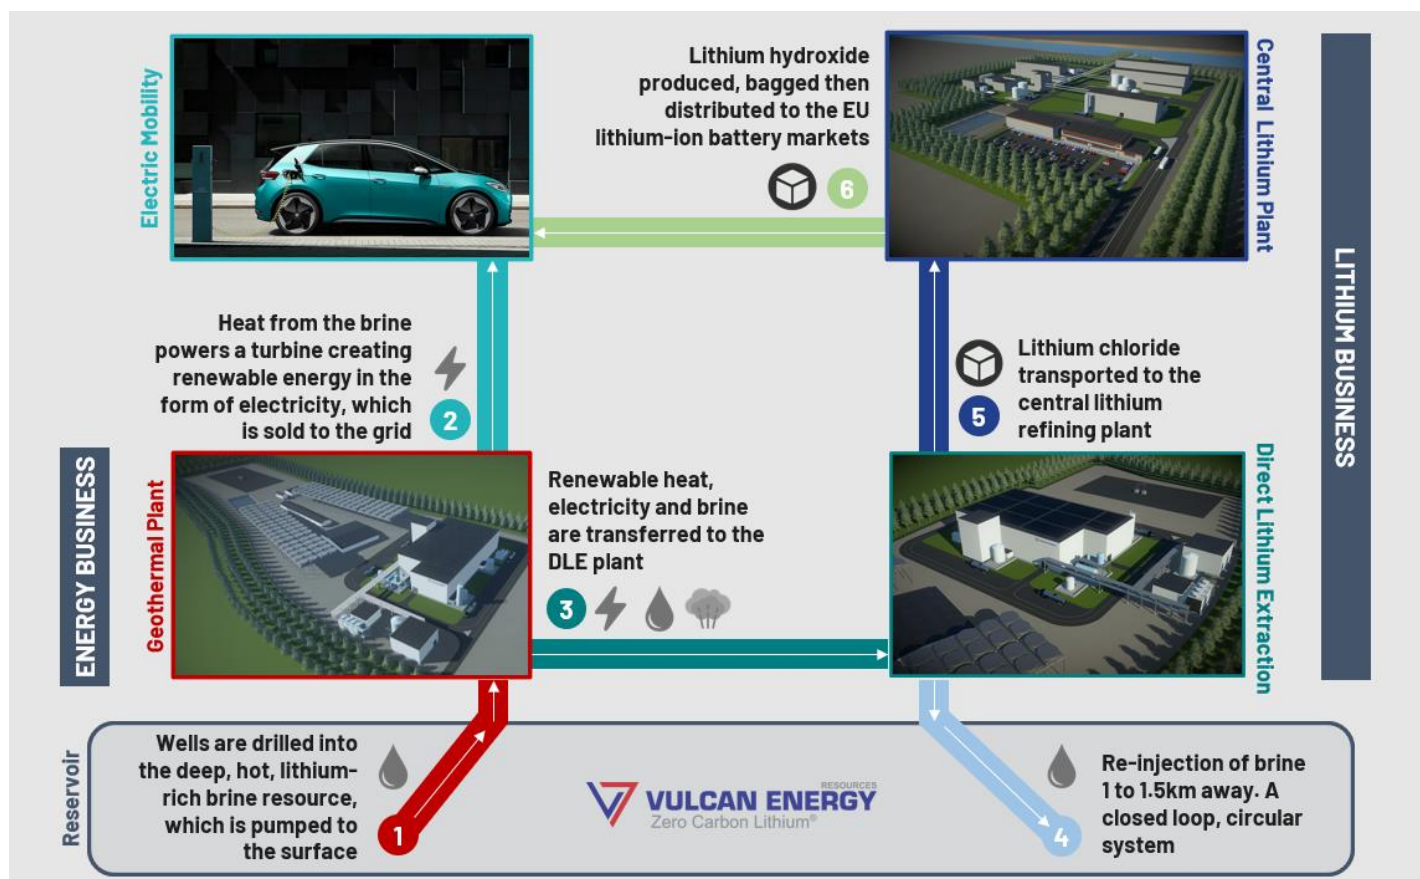 Electric Mobility
Lithium hydroxide
produced, bagged then
distributed to the EU
lithium-ion battery markets
6
Central Lithium Plant
LITHIUM BUSINESS
Heat from the brine
powers a turbine creating
renewable energy in the
form of electricity, which
is sold to the grid
2
5
Lithium chloride
transported to the
central lithium
refining plant
ENERGY BUSINESS
Geothermal Plant
Renewable heat,
electricity and brine
are transferred to the
DLE plant
3
Direct Lithium Extraction
Reservoir
Wells are drilled into
the deep, hot, lithium-
rich brine resource,
which is pumped to
the surface
1
RESOURCES
VULCAN ENERGY
Zero Carbon Lithium®
4
Re-injection of brine
1 to 1.5km away. A
closed loop, circular
system